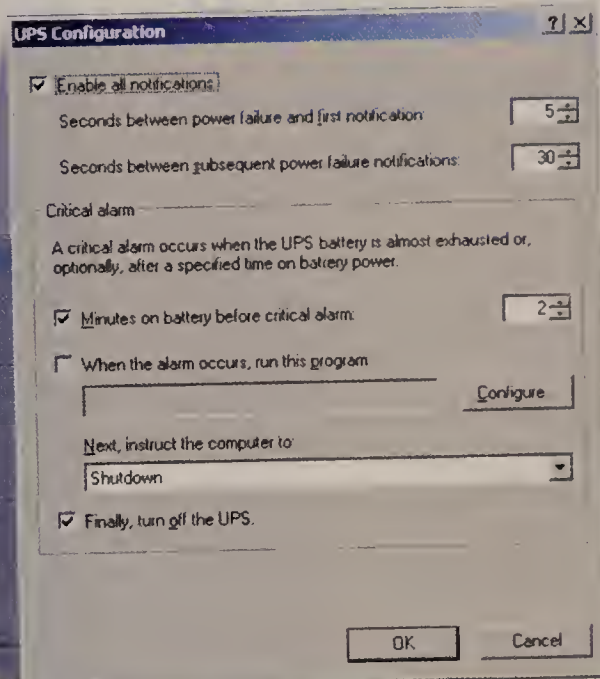 UPS Configuration
Enable all notifications
Seconds between power failure and first notification: 5
Seconds between subsequent power failure notifications: 30
Critical alarm
A critical alarm occurs when the UPS battery is almost exhausted or,
optionally, after a specified time on battery power.
Minutes on battery before critical alarm: 2
When the alarm occurs, run this program
Configure
Next, instruct the computer to:
Shutdown
Finally, turn off the UPS.
OK Cancel